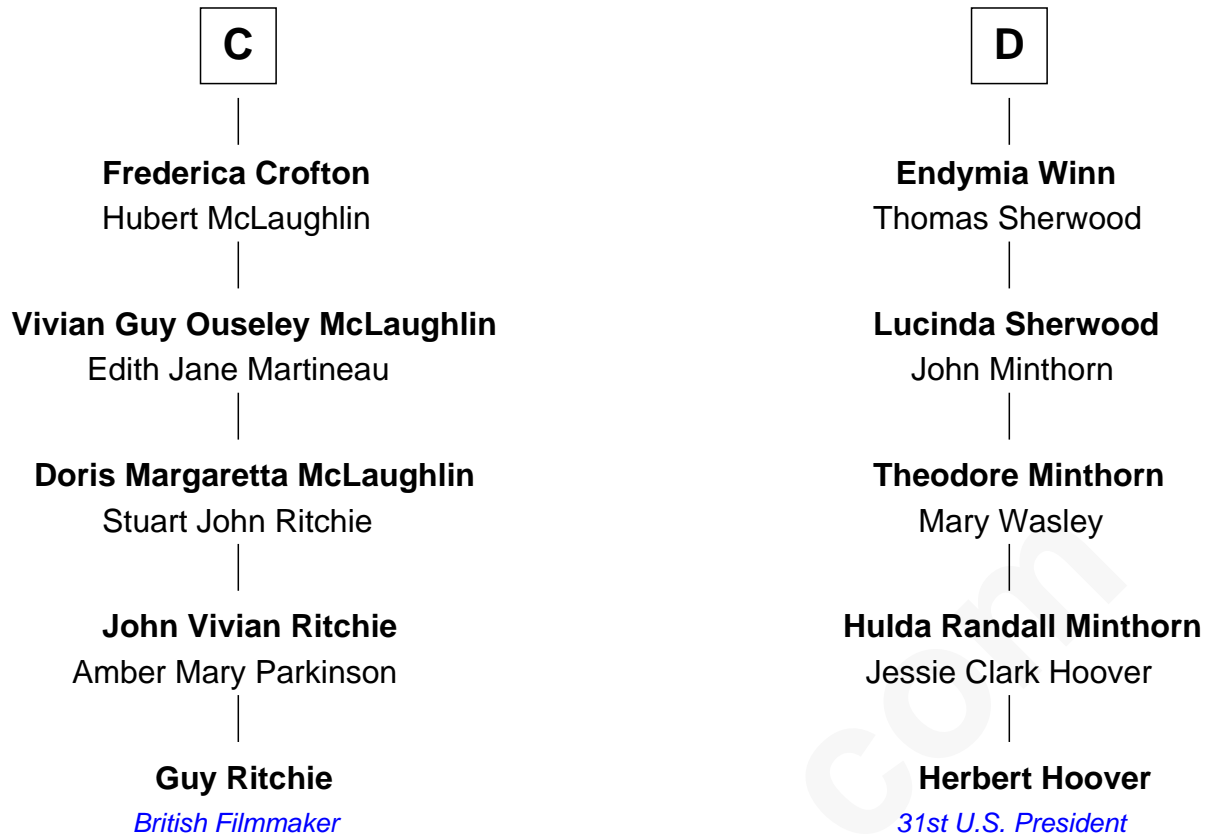 C
Frederica Crofton
Hubert McLaughlin
Vivian Guy Ouseley McLaughlin
Edith Jane Martineau
Doris Margaretta McLaughlin
Stuart John Ritchie
John Vivian Ritchie
Amber Mary Parkinson
Guy Ritchie
British Filmmaker
D
Endymia Winn
Thomas Sherwood
Lucinda Sherwood
John Minthorn
Theodore Minthorn
Mary Wasley
Hulda Randall Minthorn
Jessie Clark Hoover
Herbert Hoover
31st U.S. President
com